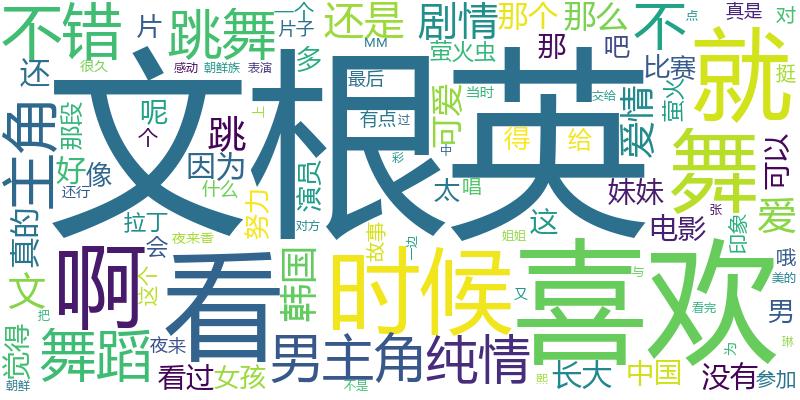 不错
跳舞
片
一个
片子
还是
多
MM
剧情
萤火虫
那个
那
那么
吧
不
点
真是
对
还
很久
感动
朝鲜族
表演
最后
比赛
萤火
就
挺
文根英
主角
那段
呢
个
跳
有点
过
可爱
当时
交给
爱情
可以
好
像
因为
什么
努力
演员
彩
得
给
中
太
唱
妹妹
舞
还行
真的
拉丁
上
对方
这
电影
张
印象
爱
会
夜来香
故事
一边
姐姐
啊
看
这个
韩国
时候
喜欢
又
与
哦
美的
文
把
看完
男
觉得
舞蹈
夜来
男主角
纯情
为
琳
朝鲜
看过
女孩
不是
熙
长大
中国
没有
参加